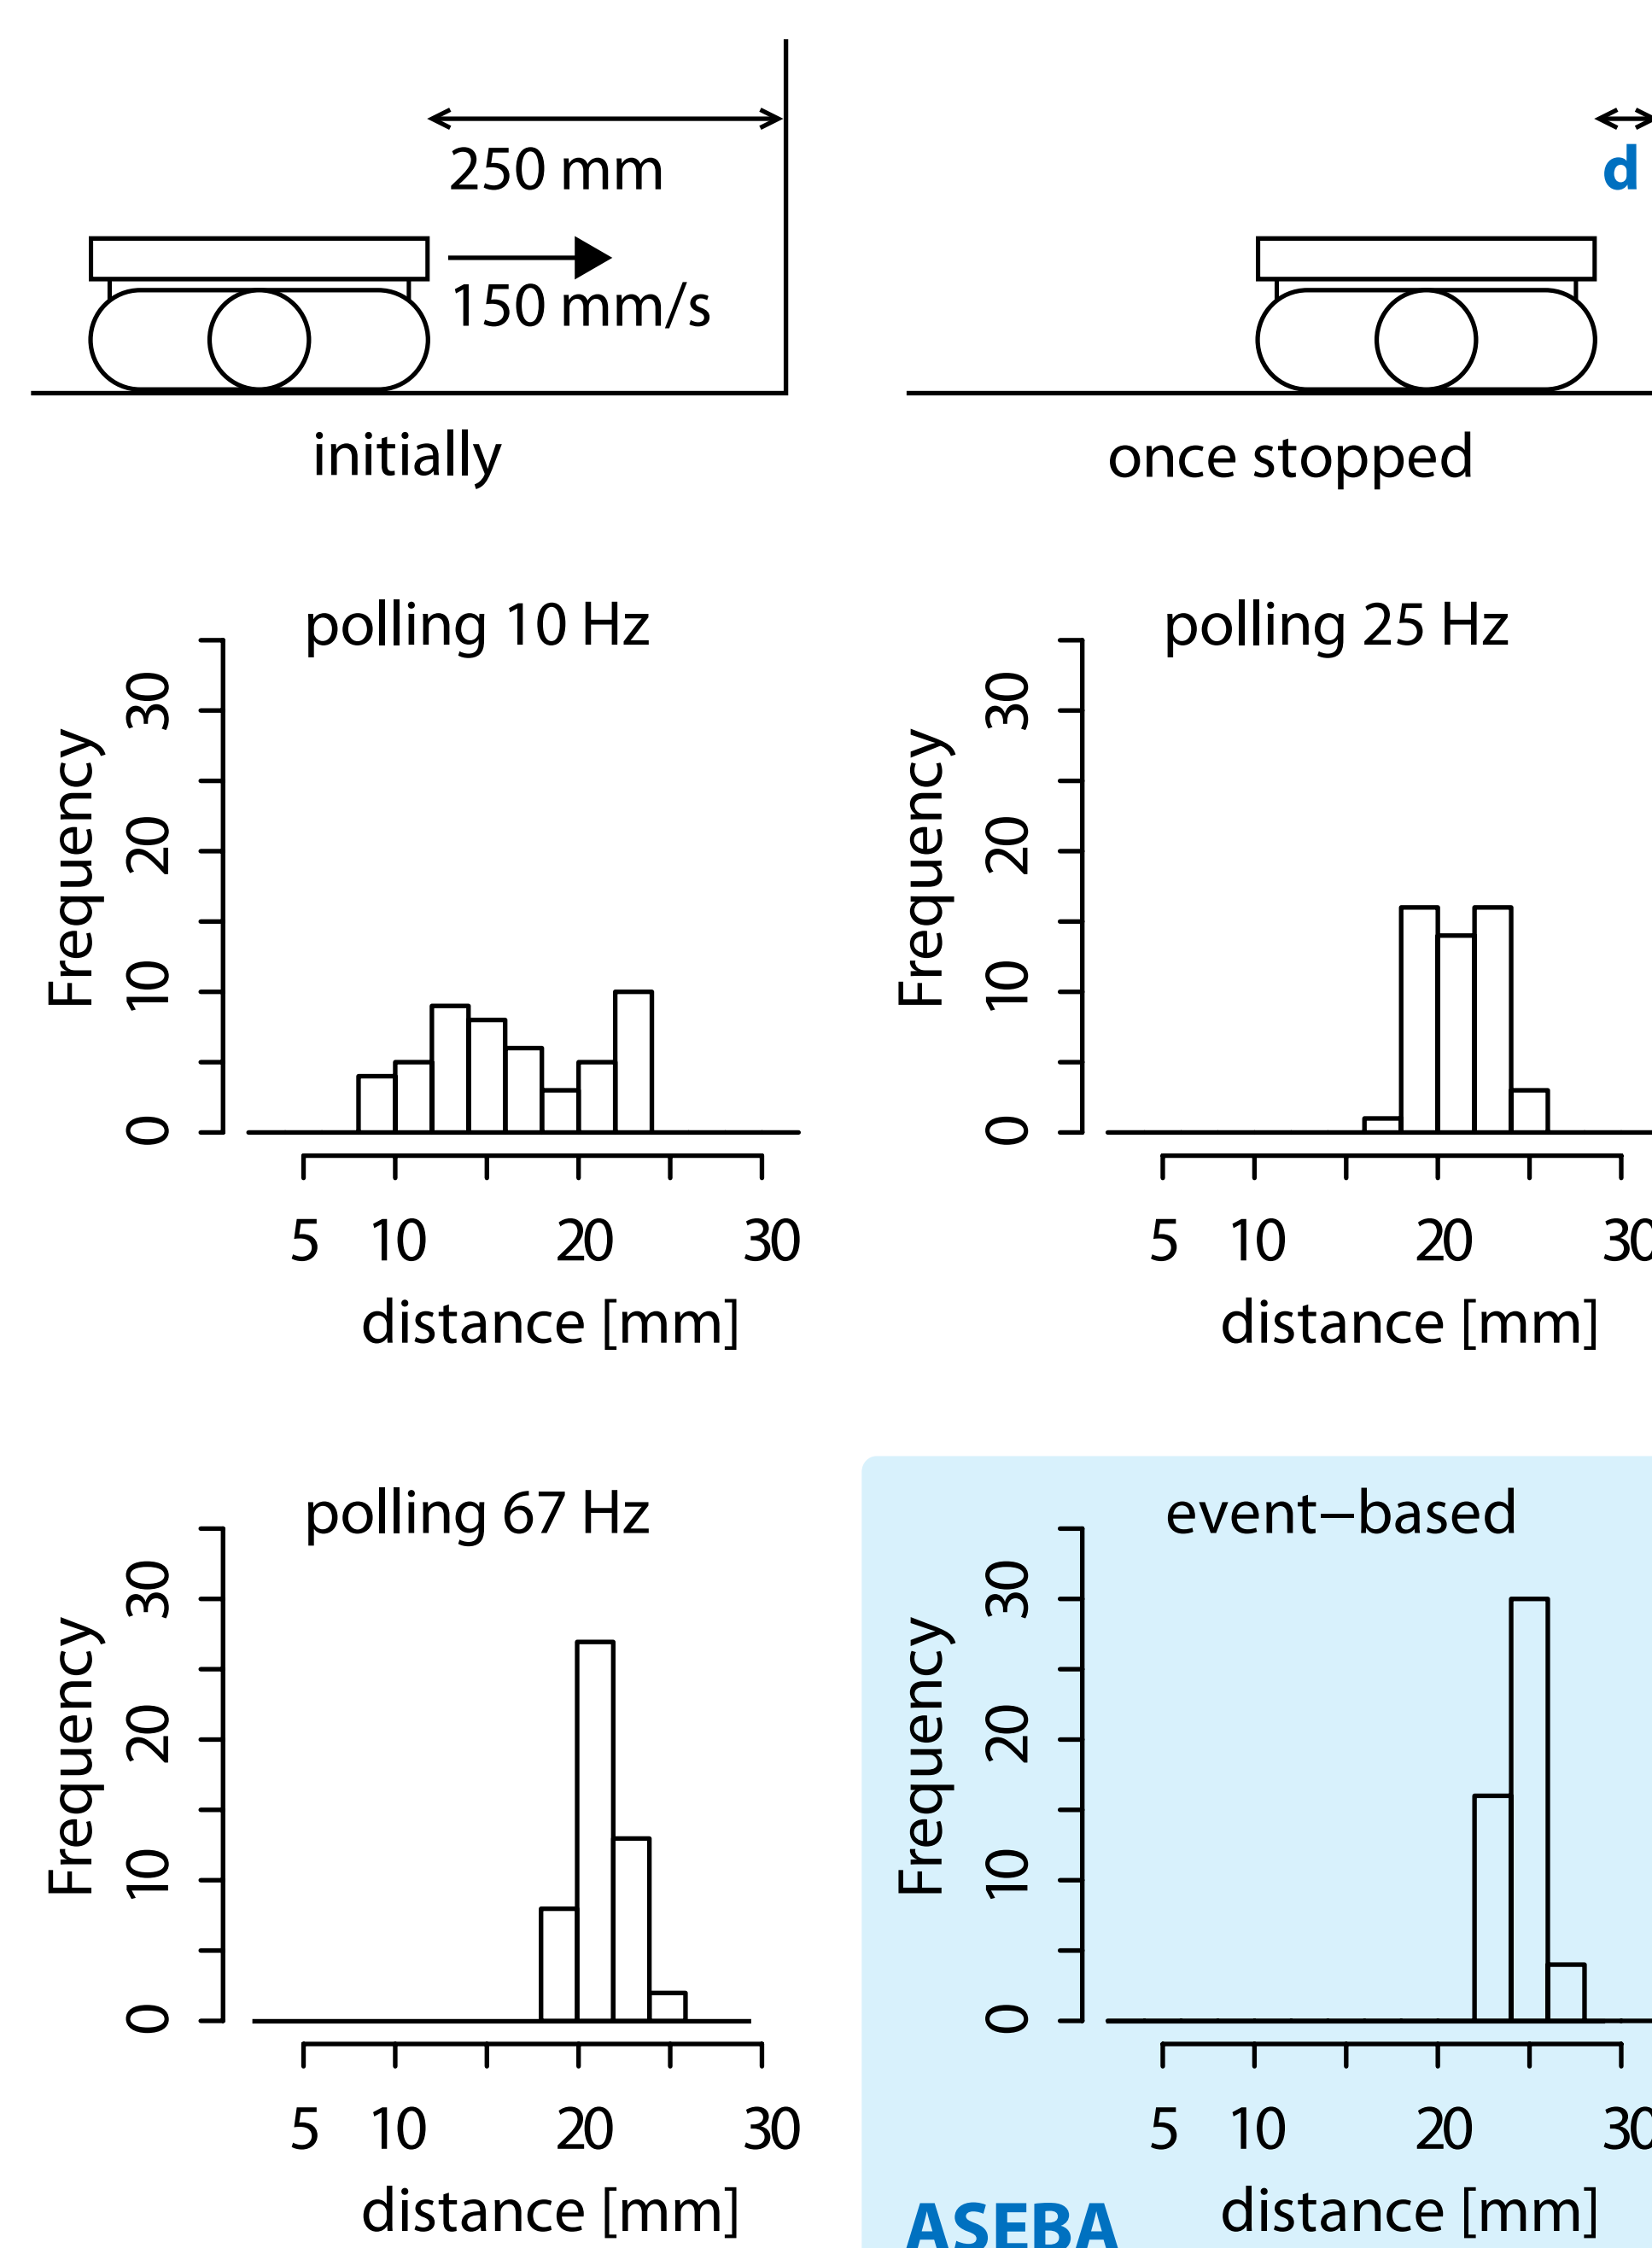 250 mm
150 mm/s
d
initially
once stopped
polling 10 Hz
Frequency
0 10 20 30
5 10 20 30
distance [mm]
polling 25 Hz
Frequency
0 10 20 30
5 10 20 30
distance [mm]
polling 67 Hz
Frequency
0 10 20 30
5 10 20 30
distance [mm]
event–based
Frequency
0 10 20 30
5 10 20 30
distance [mm]
ASEBA